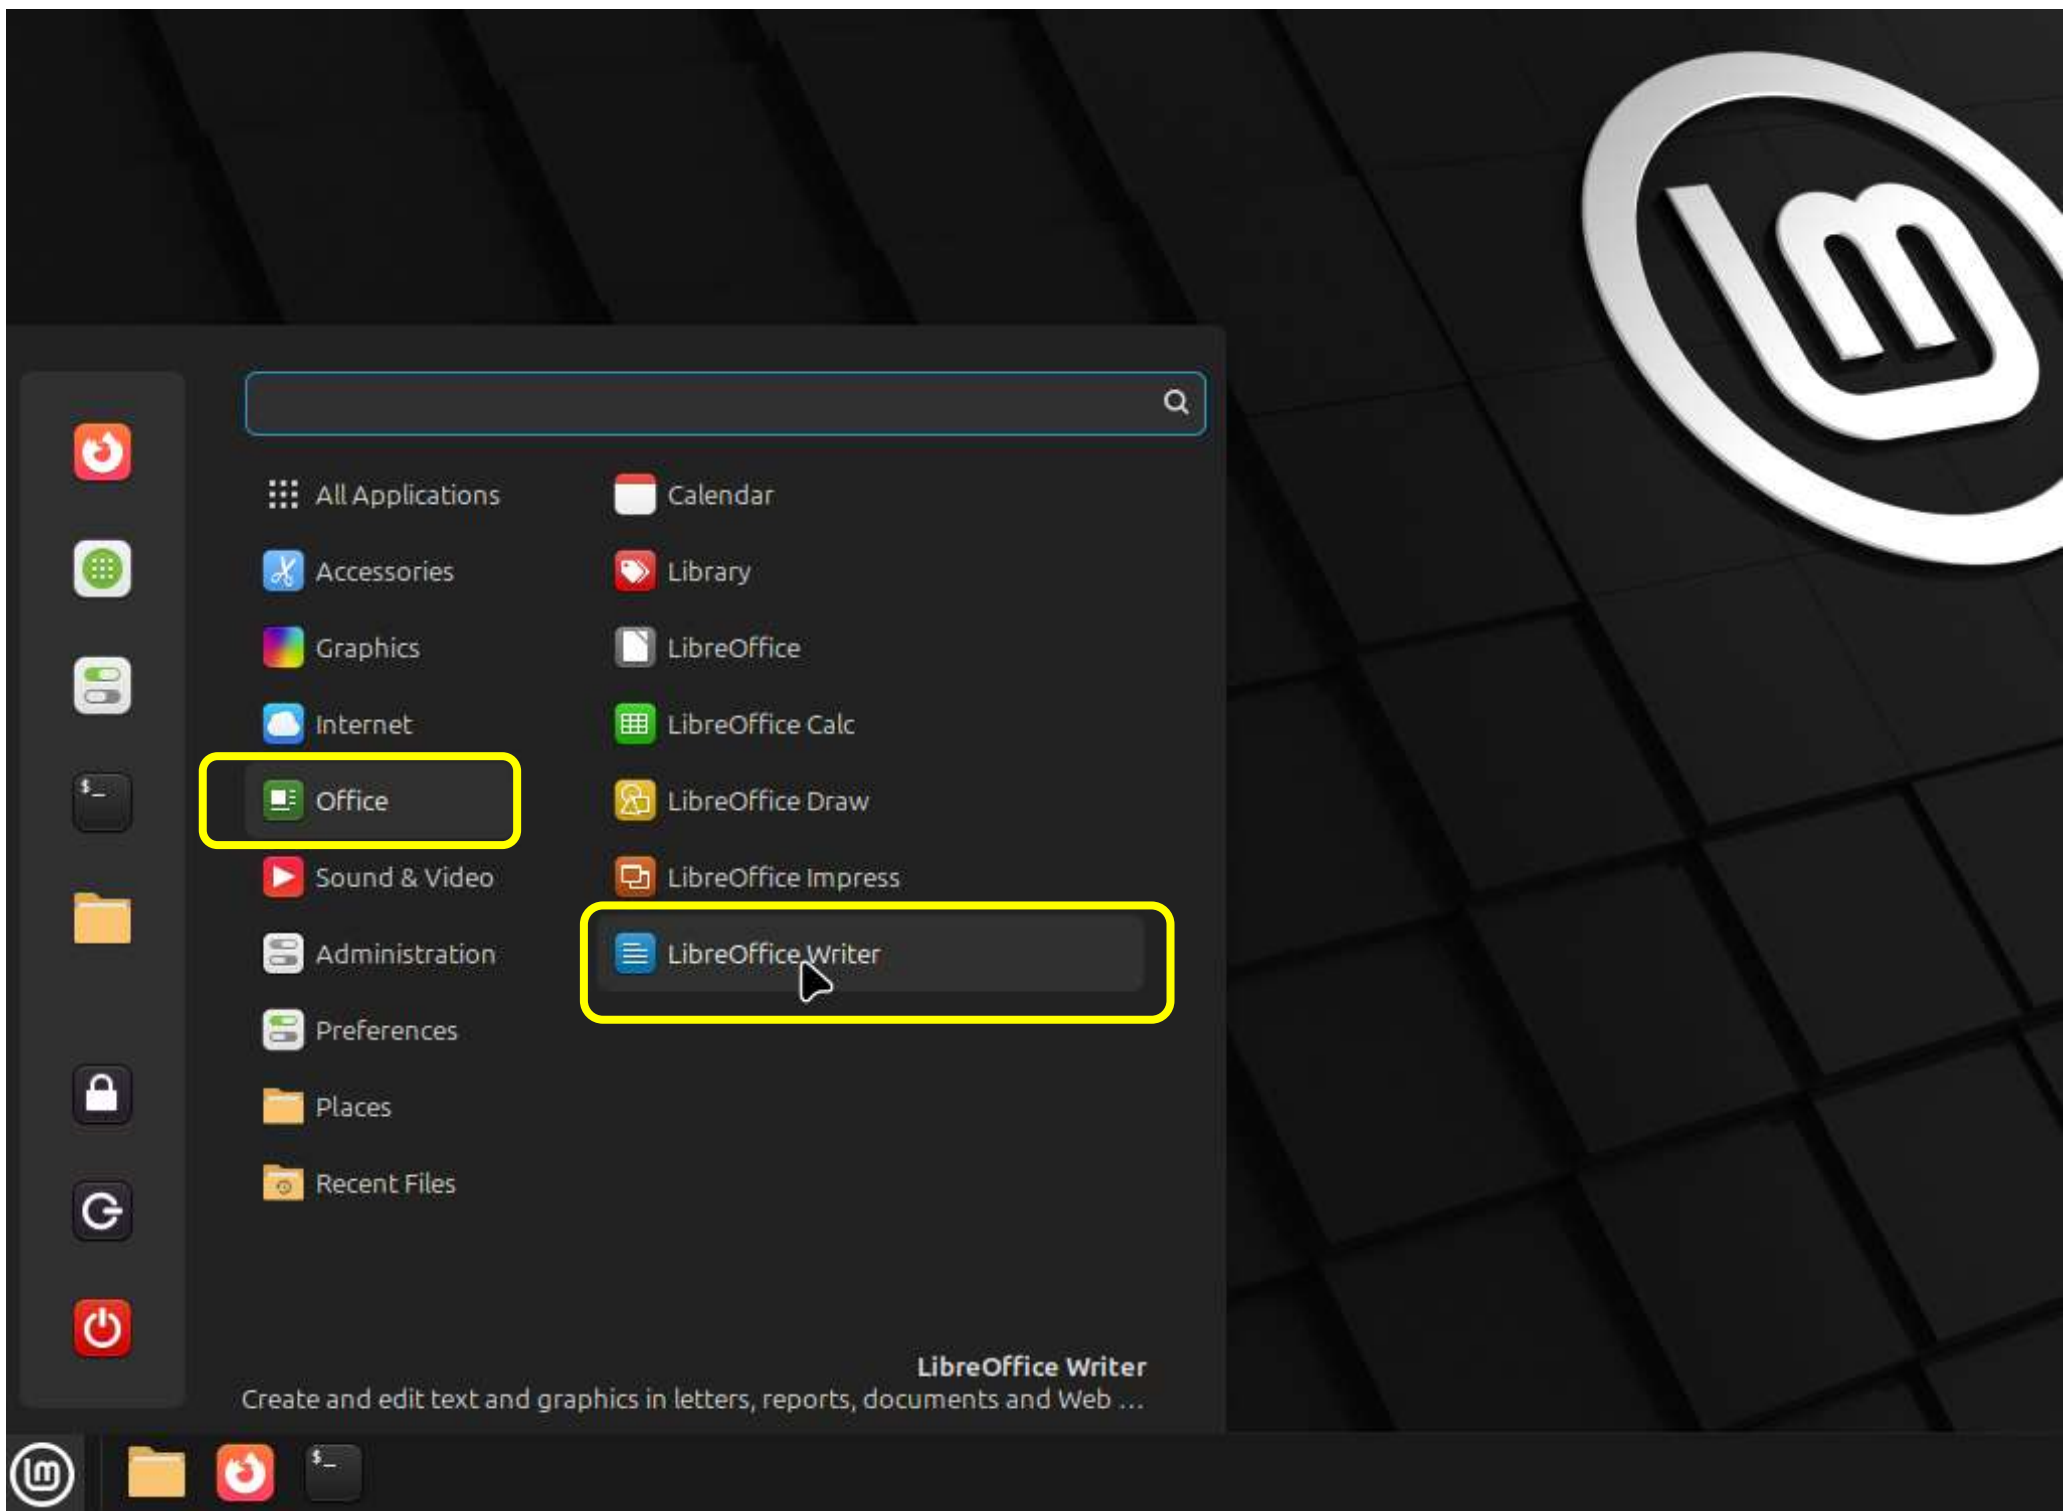 All Applications
Accessories
Graphics
Internet
Office
Sound & Video
Administration
Preferences
Places
Recent Files
Calendar
Library
LibreOffice
LibreOffice Calc
LibreOffice Draw
LibreOffice Impress
LibreOffice Writer
LibreOffice Writer
Create and edit text and graphics in letters, reports, documents and Web ...